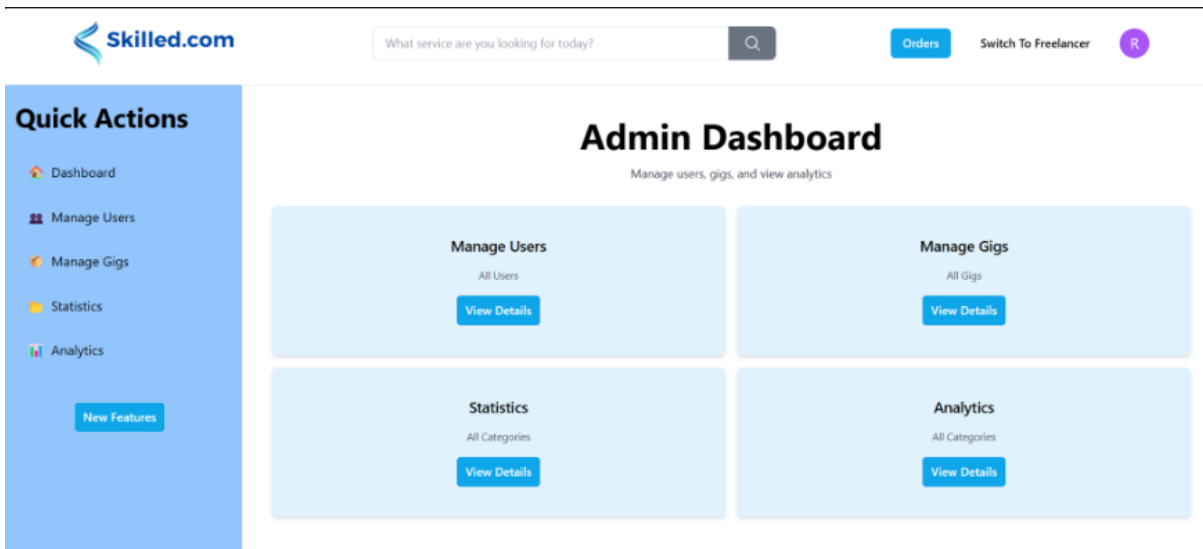 Skilled.com
What service are you looking for today?
Orders
Switch To Freelancer
R
Quick Actions
Dashboard
Manage Users
Manage Gigs
Statistics
Analytics
New Features
Admin Dashboard
Manage users, gigs, and view analytics
Manage Users
All Users
View Details
Manage Gigs
All Gigs
View Details
Statistics
All Categories
View Details
Analytics
All Categories
View Details